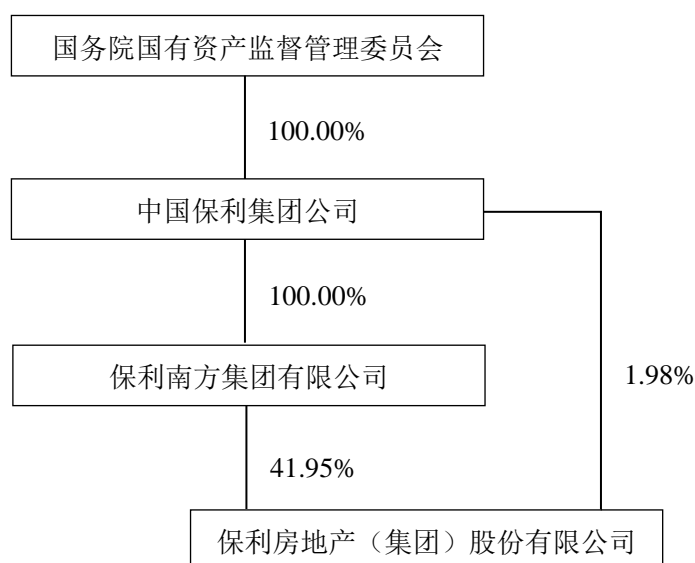 国务院国有资产监督管理委员会
100.00%
中国保利集团公司
100.00%
保利南方集团有限公司
1.98%
41.95%
保利房地产（集团）股份有限公司